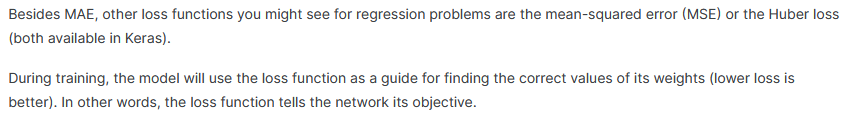 Besides MAE, other loss functions you might see for regression problems are the mean-squared error (MSE) or the Huber loss
(both available in Keras).
During training, the model will use the loss function as a guide for finding the correct values of its weights (lower loss is
better). In other words, the loss function tells the network its objective.